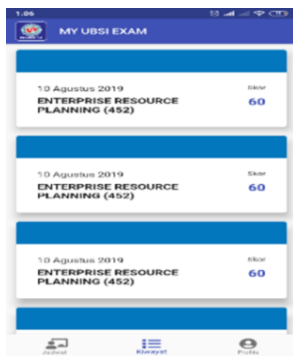 1.06
MY UBSI EXAM
10 Agustus 2019 Skor
ENTERPRISE RESOURCE 60
PLANNING (452)
10 Agustus 2019 Skor
ENTERPRISE RESOURCE 60
PLANNING (452)
10 Agustus 2019 Skor
ENTERPRISE RESOURCE 60
PLANNING (452)
Jadwal Riwayat Profile